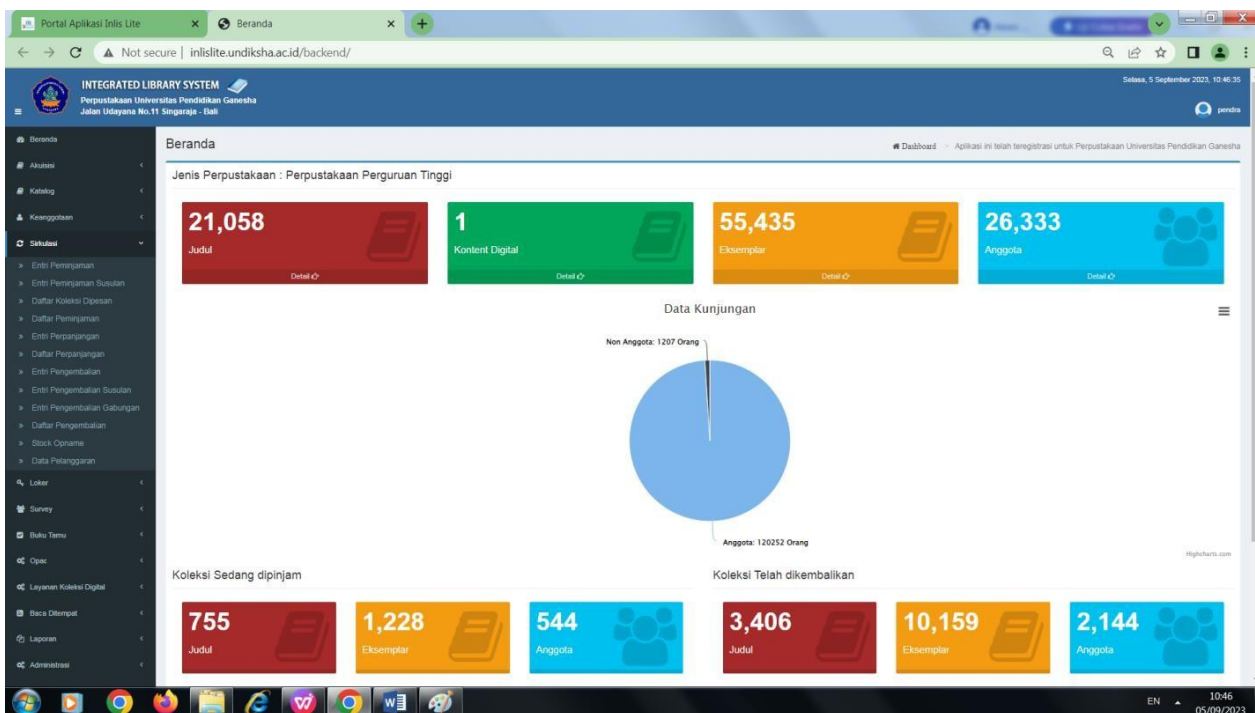 Portal Aplikasi Inlis Lite
Beranda
Not secure | inlislite.undiksha.ac.id/backend/
INTEGRATED LIBRARY SYSTEM
Perpustakaan Universitas Pendidikan Ganesha
Jalan Udayana No.11 Singaraja - Bali
Selasa, 5 September 2023, 10:46:35
pendra
Beranda
Akuisisi
Katalog
Keanggotaan
Sirkulasi
» Entri Peminjaman
» Entri Peminjaman Susulan
» Daftar Koleksi Dipesan
» Daftar Peminjaman
» Entri Perpanjangan
» Daftar Perpanjangan
» Entri Pengembalian
» Entri Pengembalian Susulan
» Entri Pengembalian Gabungan
» Daftar Pengembalian
» Stock Opname
» Data Pelanggaran
Loker
Survey
Buku Tamu
Opac
Layanan Koleksi Digital
Baca Ditempat
Laporan
Administrasi
Beranda
Dashboard > Aplikasi ini telah teregistrasi untuk Perpustakaan Universitas Pendidikan Ganesha
Jenis Perpustakaan : Perpustakaan Perguruan Tinggi
21,058
Judul
Detail
1
Kontent Digital
Detail
55,435
Eksemplar
Detail
26,333
Anggota
Detail
Data Kunjungan
Non Anggota: 1207 Orang
Anggota: 120252 Orang
Highcharts.com
Koleksi Sedang dipinjam
755
Judul
1,228
Eksemplar
544
Anggota
Koleksi Telah dikembalikan
3,406
Judul
10,159
Eksemplar
2,144
Anggota
EN
10:46
05/09/2023